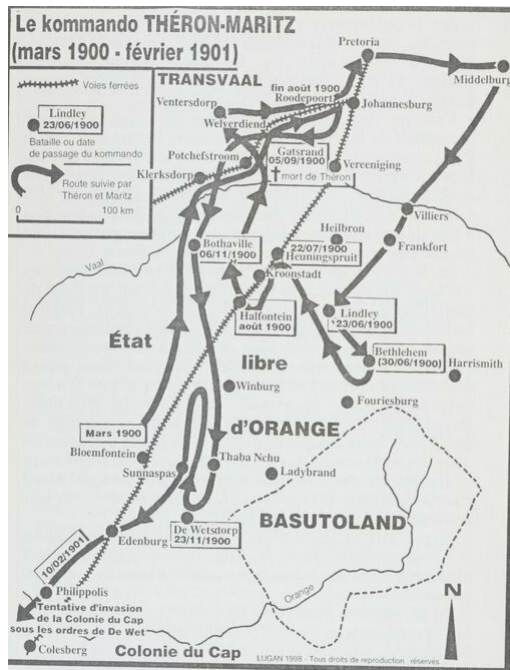 Le kommando THÉRON-MARITZ
(mars 1900 - février 1901)
Voies ferrées
Lindley
23/06/1900
Bataille ou date
de passage du kommando
Route suivie par
Théron et Maritz
0 100 km
TRANSVAAL
Pretoria
Middelburg
fin août 1900
Roodepoort
Ventersdorp
Johannesburg
Welverdiend
Potchefstroom
Gatsrand
05/09/1900
† mort de Théron
Vereeniging
Klerksdorp
Villiers
Heilbron
Frankfort
Bothaville
06/11/1900
22/07/1900
Heuningspruit
Vaal
Kroonstadt
Halfontein
août 1900
Lindley
23/06/1900
État
libre
Bethlehem
(30/06/1900)
Harrismith
Winburg
Fouriesburg
Mars 1900
d'ORANGE
Bloemfontein
Thaba Nchu
Sunnaspas
Ladybrand
De Wetsdorp
23/11/1900
BASUTOLAND
Edenburg
10/02/1901
Philippolis
Orange
N
Tentative d'invasion
de la Colonie du Cap
sous les ordres de De Wet
Colesberg
Colonie du Cap
LUGAN 1998 - Tous droits de reproduction réservés